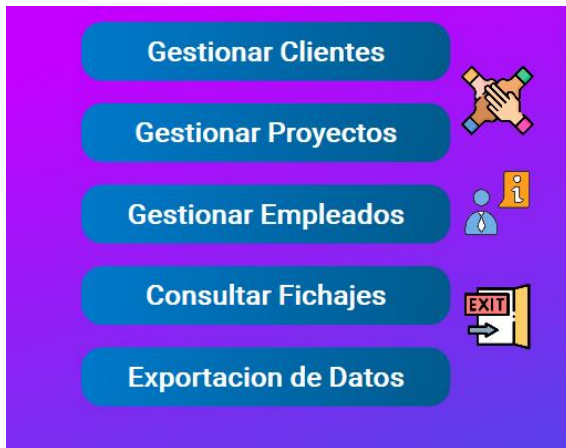 Gestionar Clientes
Gestionar Proyectos
Gestionar Empleados
i
Consultar Fichajes
EXIT
Exportacion de Datos